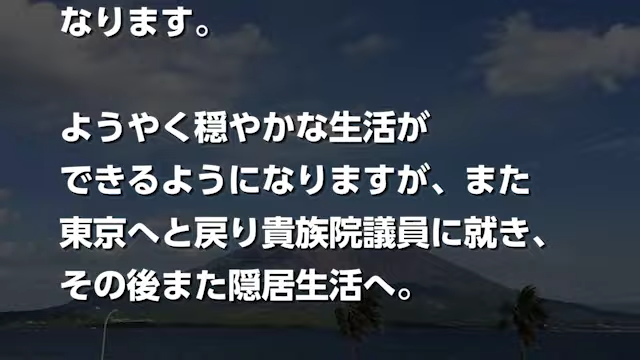 なります。
ようやく穏やかな生活が
できるようになりますが、また
東京へと戻り貴族院議員に就き、
その後また隠居生活へ。